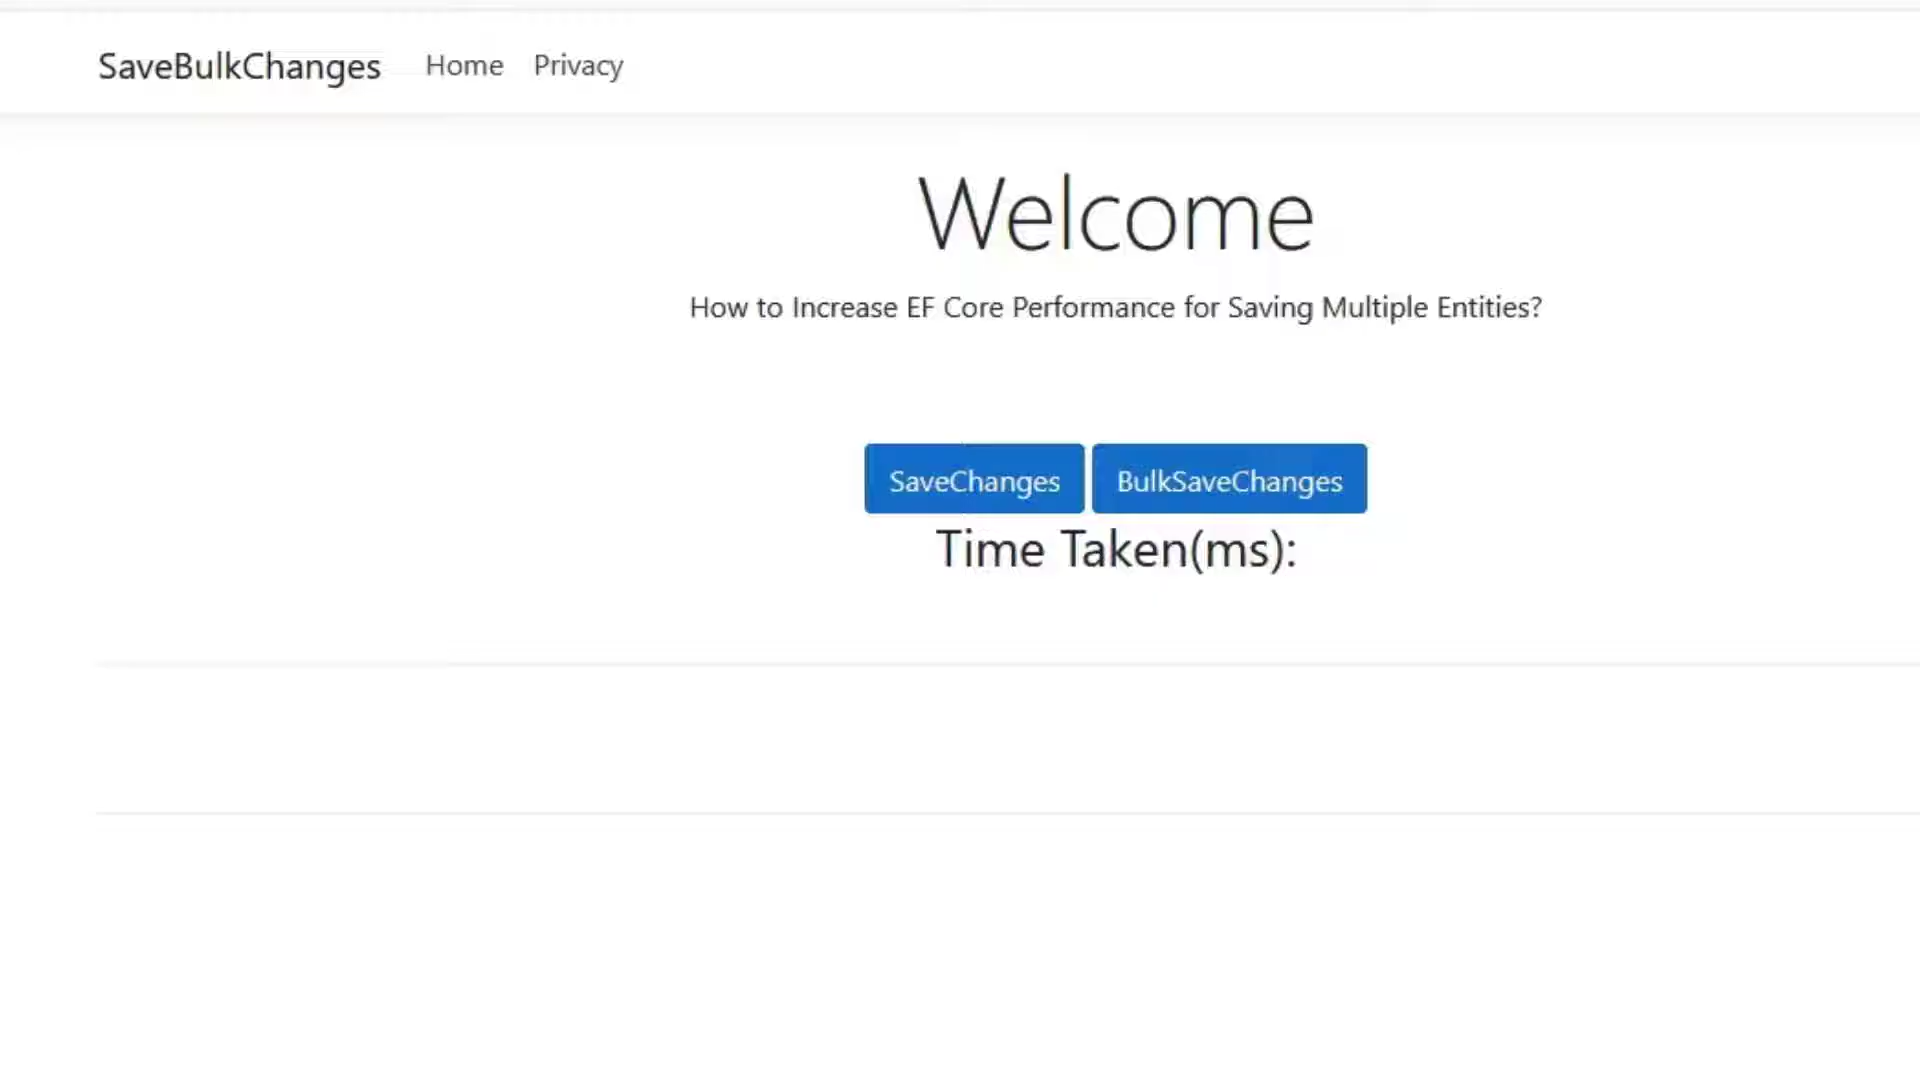 SaveBulkChanges Home Privacy
Welcome
How to Increase EF Core Performance for Saving Multiple Entities?
SaveChanges BulkSaveChanges
Time Taken(ms):